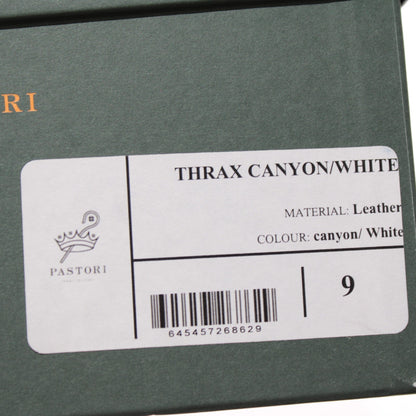 RI
THRAX CANYON/WHITE
MATERIAL: Leather
COLOUR: canyon/ White
PASTORI
9
645457268629